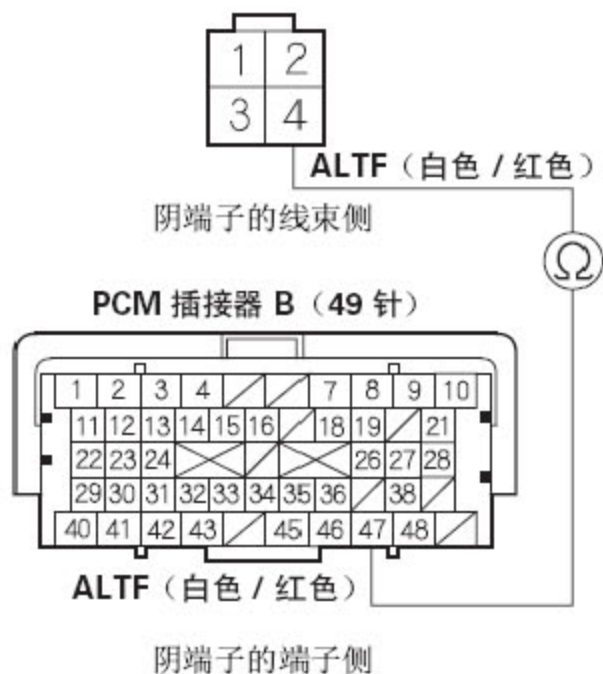 1 2
3 4
ALTF（白色 / 红色）
阴端子的线束侧
Ω
PCM 插接器 B（49 针）
1 2 3 4 7 8 9 10
11 12 13 14 15 16 18 19 21
22 23 24 26 27 28
29 30 31 32 33 34 35 36 38
40 41 42 43 45 46 47 48
ALTF（白色 / 红色）
阴端子的端子侧